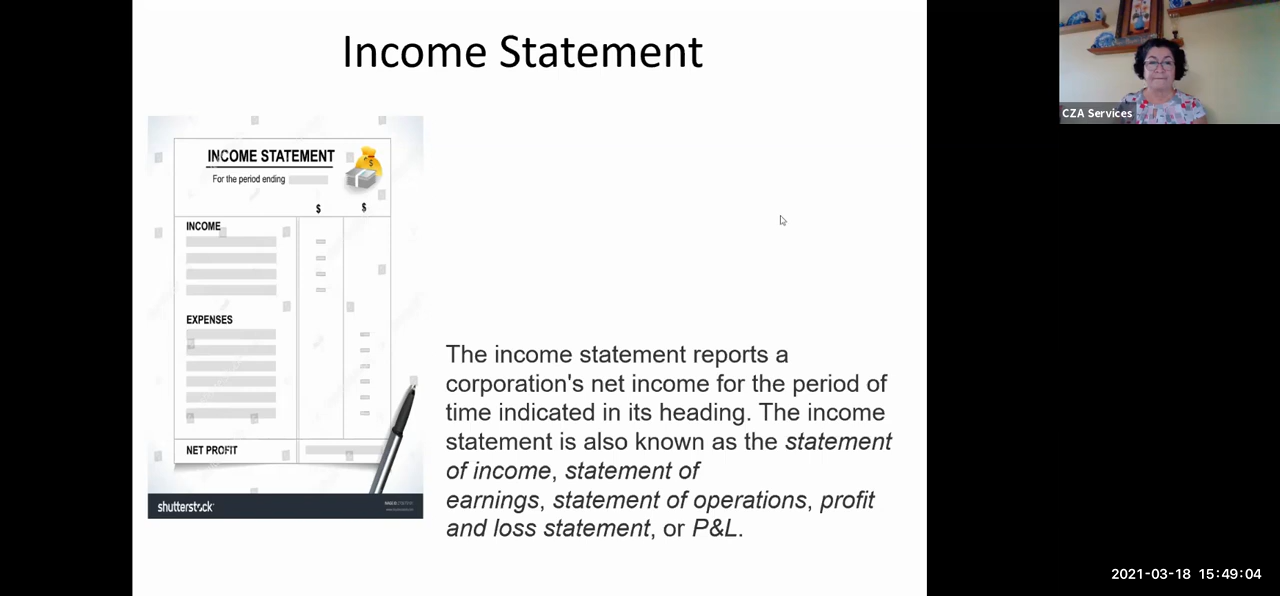 Income Statement
CZA Services
INCOME STATEMENT
For the period ending
$ $
INCOME
EXPENSES
NET PROFIT
shutterstock
The income statement reports a
corporation's net income for the period of
time indicated in its heading. The income
statement is also known as the statement
of income, statement of
earnings, statement of operations, profit
and loss statement, or P&L.
2021-03-18 15:49:04